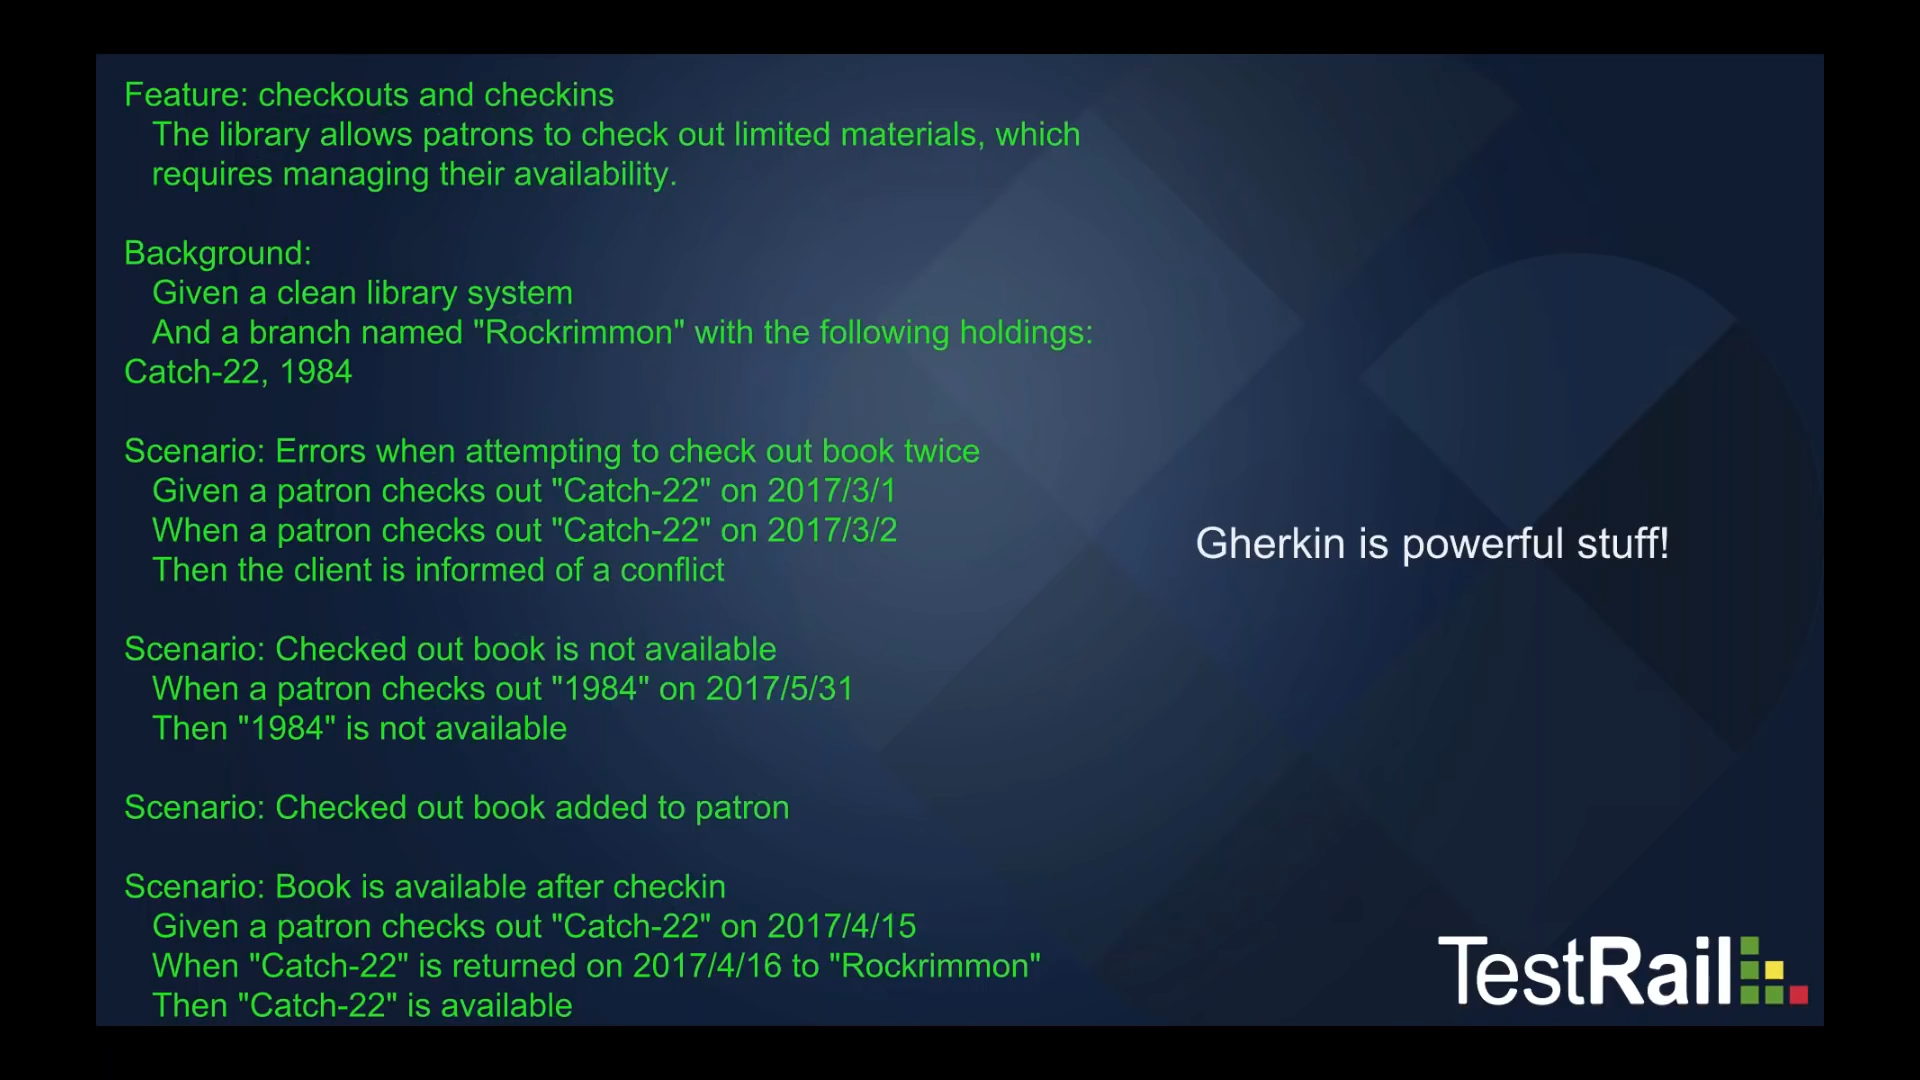 Feature: checkouts and checkins
The library allows patrons to check out limited materials, which
requires managing their availability.
Background:
Given a clean library system
And a branch named "Rockrimmon" with the following holdings:
Catch-22, 1984
Scenario: Errors when attempting to check out book twice
Given a patron checks out "Catch-22" on 2017/3/1
When a patron checks out "Catch-22" on 2017/3/2
Then the client is informed of a conflict
Scenario: Checked out book is not available
When a patron checks out "1984" on 2017/5/31
Then "1984" is not available
Scenario: Checked out book added to patron
Scenario: Book is available after checkin
Given a patron checks out "Catch-22" on 2017/4/15
When "Catch-22" is returned on 2017/4/16 to "Rockrimmon"
Then "Catch-22" is available
Gherkin is powerful stuff!
TestRail